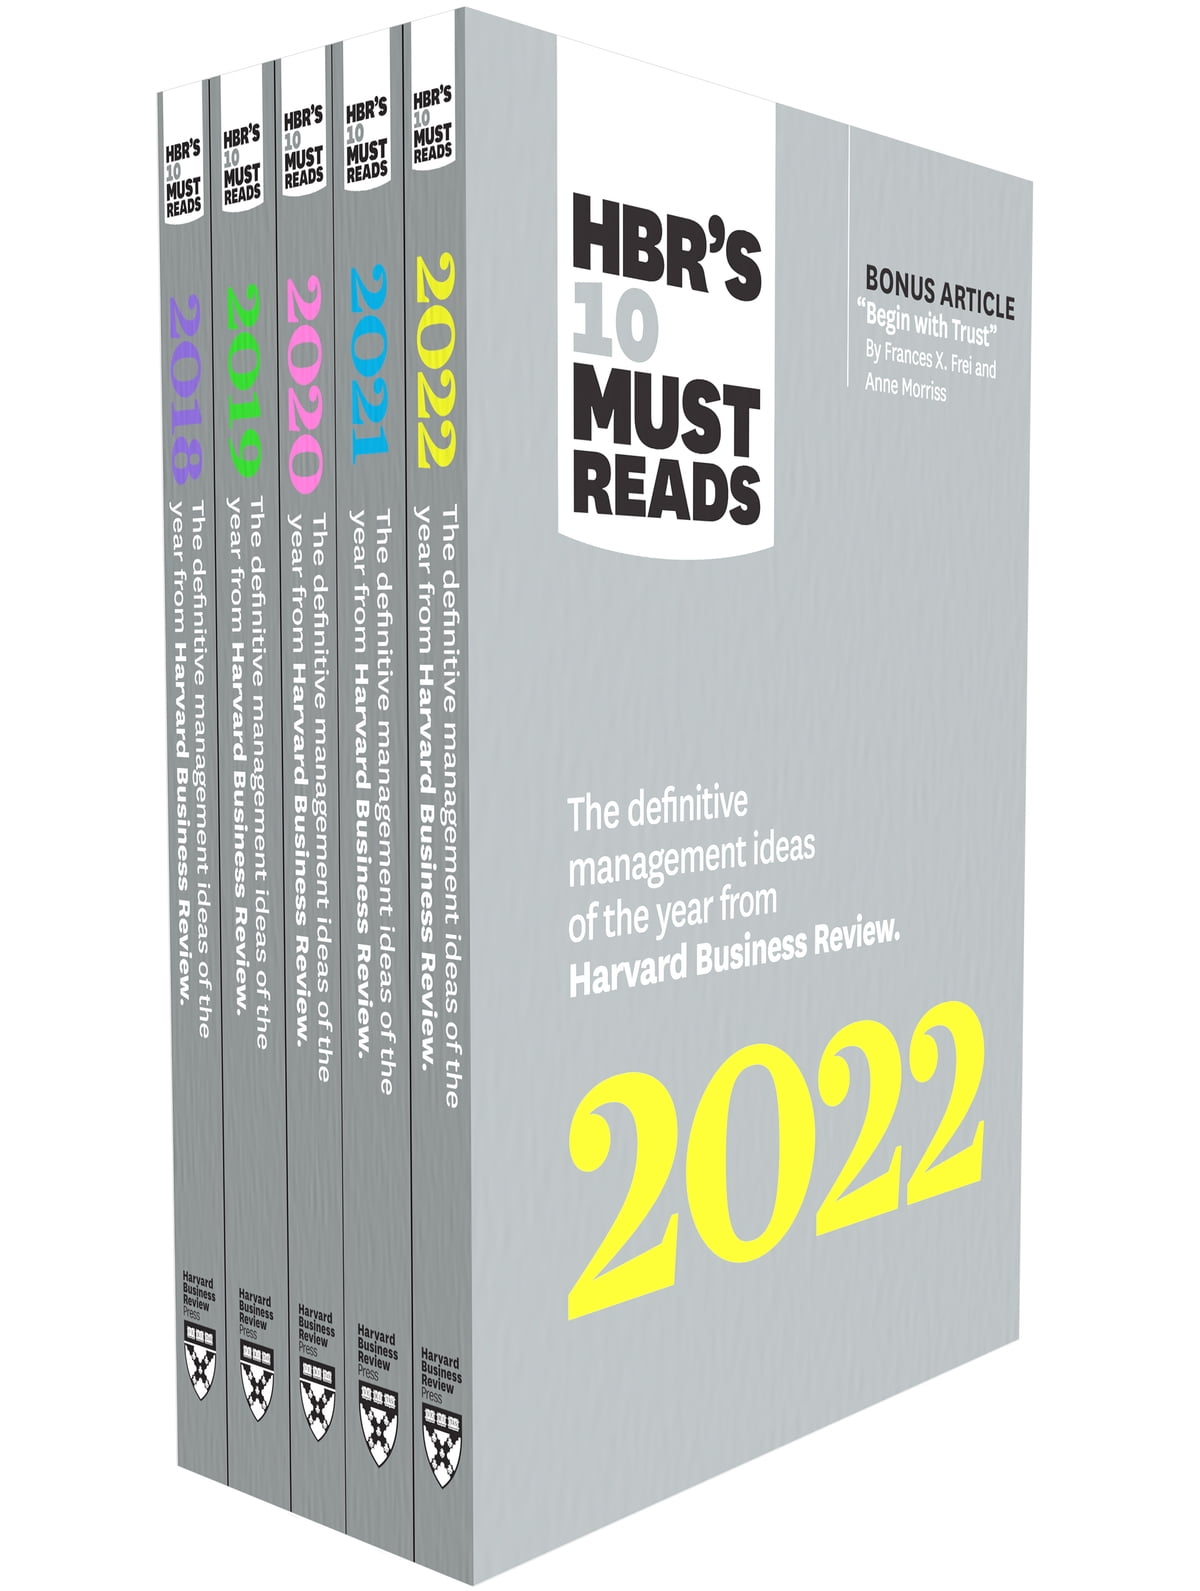 HBR'S
10
MUST
READS
2018
The definitive management ideas of the
year from Harvard Business Review.
Harvard
Business
Review
Press
HBR'S
10
MUST
READS
2019
The definitive management ideas of the
year from Harvard Business Review.
Harvard
Business
Review
Press
HBR'S
10
MUST
READS
2020
The definitive management ideas of the
year from Harvard Business Review.
Harvard
Business
Review
Press
HBR'S
10
MUST
READS
2021
The definitive management ideas of the
year from Harvard Business Review.
Harvard
Business
Review
Press
HBR'S
10
MUST
READS
2022
The definitive management ideas of the
year from Harvard Business Review.
Harvard
Business
Review
Press
HBR'S
10
MUST
READS
BONUS ARTICLE
“Begin with Trust”
By Frances X. Frei and
Anne Morriss
The definitive
management ideas
of the year from
Harvard Business Review.
2022